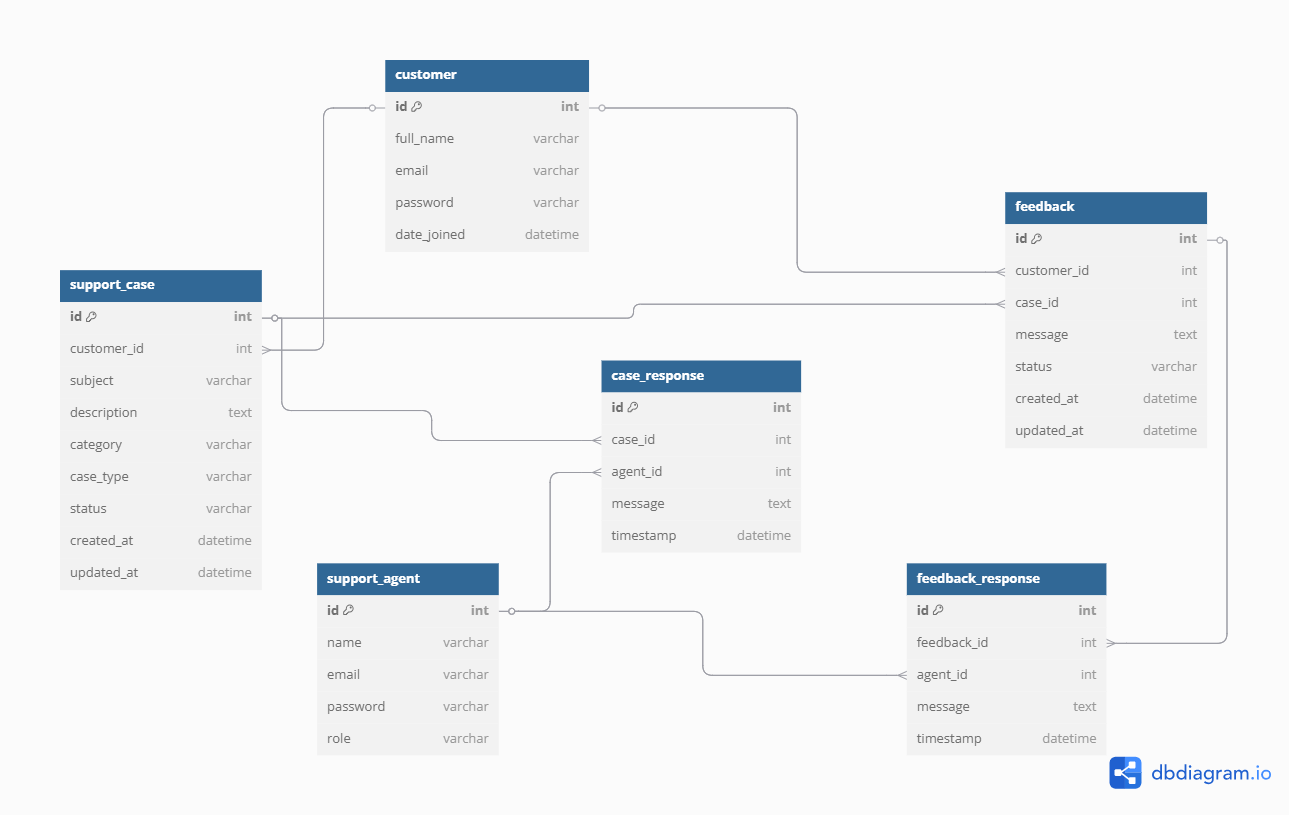 customer
id int
full_name varchar
email varchar
password varchar
date_joined datetime
feedback
id int
customer_id int
case_id int
message text
status varchar
created_at datetime
updated_at datetime
support_case
id int
customer_id int
subject varchar
description text
category varchar
case_type varchar
status varchar
created_at datetime
updated_at datetime
case_response
id int
case_id int
agent_id int
message text
timestamp datetime
support_agent
id int
name varchar
email varchar
password varchar
role varchar
feedback_response
id int
feedback_id int
agent_id int
message text
timestamp datetime
dbdiagram.io